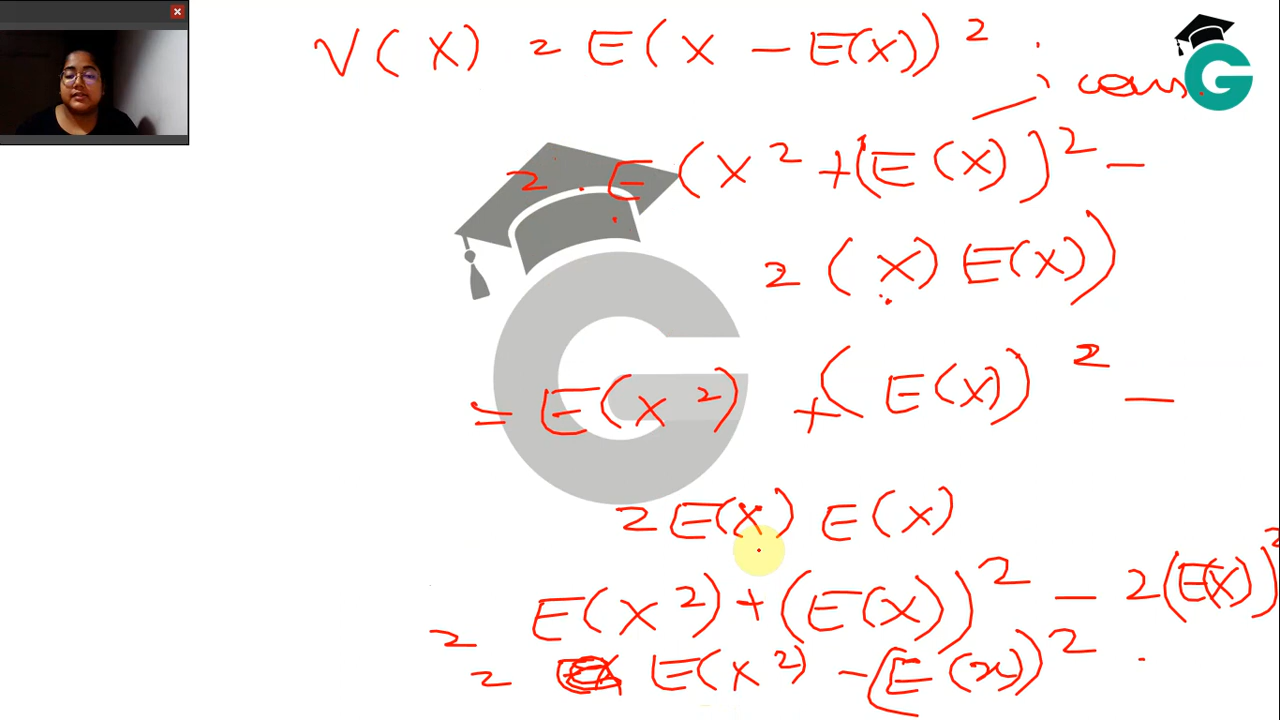 V(X) = E(X - E(X))²
; cons.
= E(X² + (E(X))² -
2(X) E(X))
= E(X²) + (E(X))² -
2E(X) E(X)
= E(X²) + (E(X))² - 2(E(X))²
= E(X²) - (E(x))².